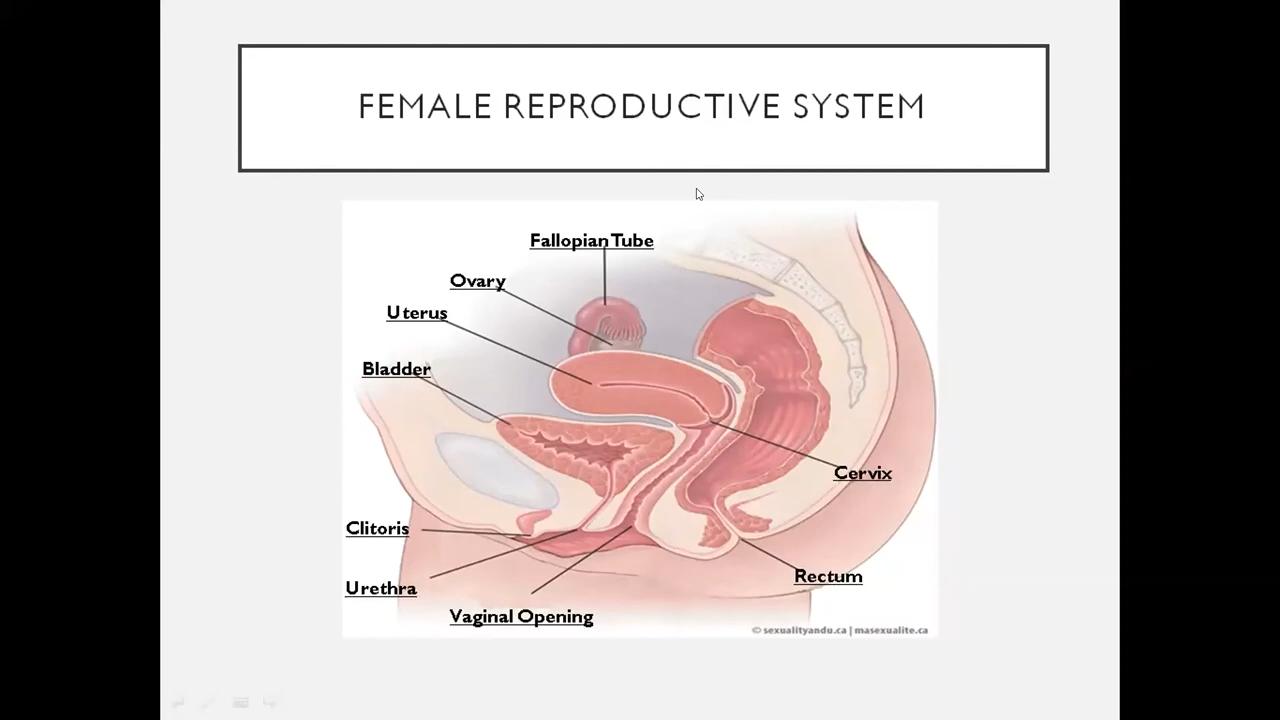 FEMALE REPRODUCTIVE SYSTEM
Fallopian Tube
Ovary
Uterus
Bladder
Cervix
Clitoris
Rectum
Urethra
Vaginal Opening
© sexualityandu.ca | masexualite.ca